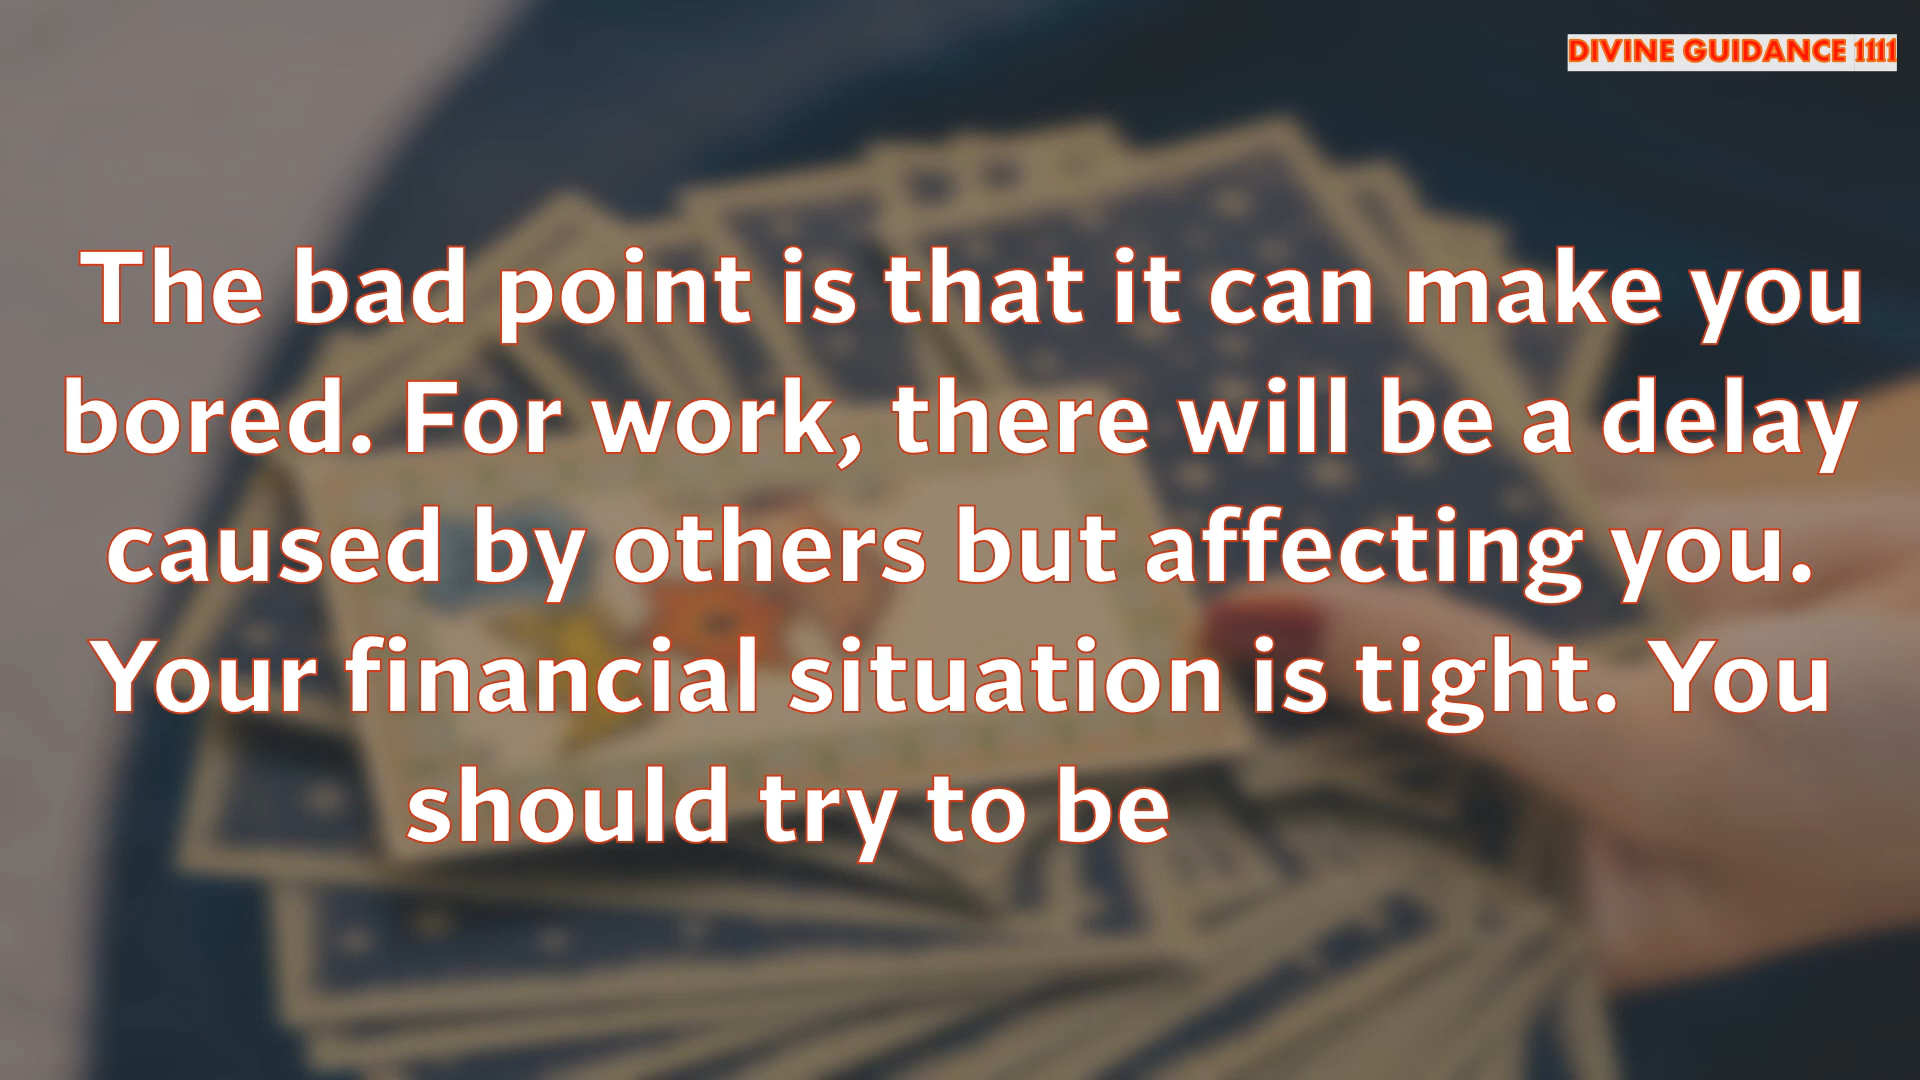 DIVINE GUIDANCE 1111
The bad point is that it can make you
bored. For work, there will be a delay
caused by others but affecting you.
Your financial situation is tight. You
should try to be